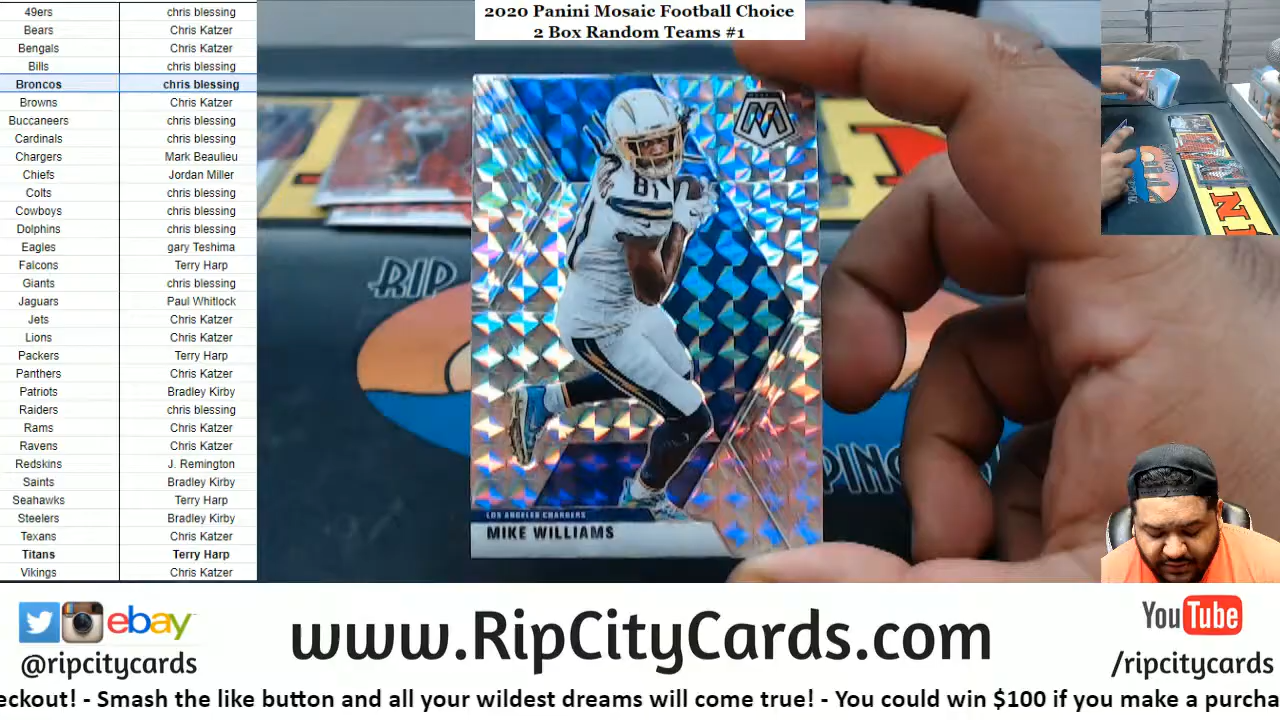 49ers chris blessing
Bears Chris Katzer
Bengals Chris Katzer
Bills chris blessing
Broncos chris blessing
Browns Chris Katzer
Buccaneers chris blessing
Cardinals chris blessing
Chargers Mark Beaulieu
Chiefs Jordan Miller
Colts chris blessing
Cowboys chris blessing
Dolphins chris blessing
Eagles gary Teshima
Falcons Terry Harp
Giants chris blessing
Jaguars Paul Whitlock
Jets Chris Katzer
Lions Chris Katzer
Packers Terry Harp
Panthers Chris Katzer
Patriots Bradley Kirby
Raiders chris blessing
Rams Chris Katzer
Ravens Chris Katzer
Redskins J. Remington
Saints Bradley Kirby
Seahawks Terry Harp
Steelers Bradley Kirby
Texans Chris Katzer
Titans Terry Harp
Vikings Chris Katzer
2020 Panini Mosaic Football Choice
2 Box Random Teams #1
M
81
RIP
PING
LOS ANGELES CHARGERS
MIKE WILLIAMS
ebay
@ripcitycards
www.RipCityCards.com
YouTube
/ripcitycards
eckout! - Smash the like button and all your wildest dreams will come true! - You could win $100 if you make a purcha